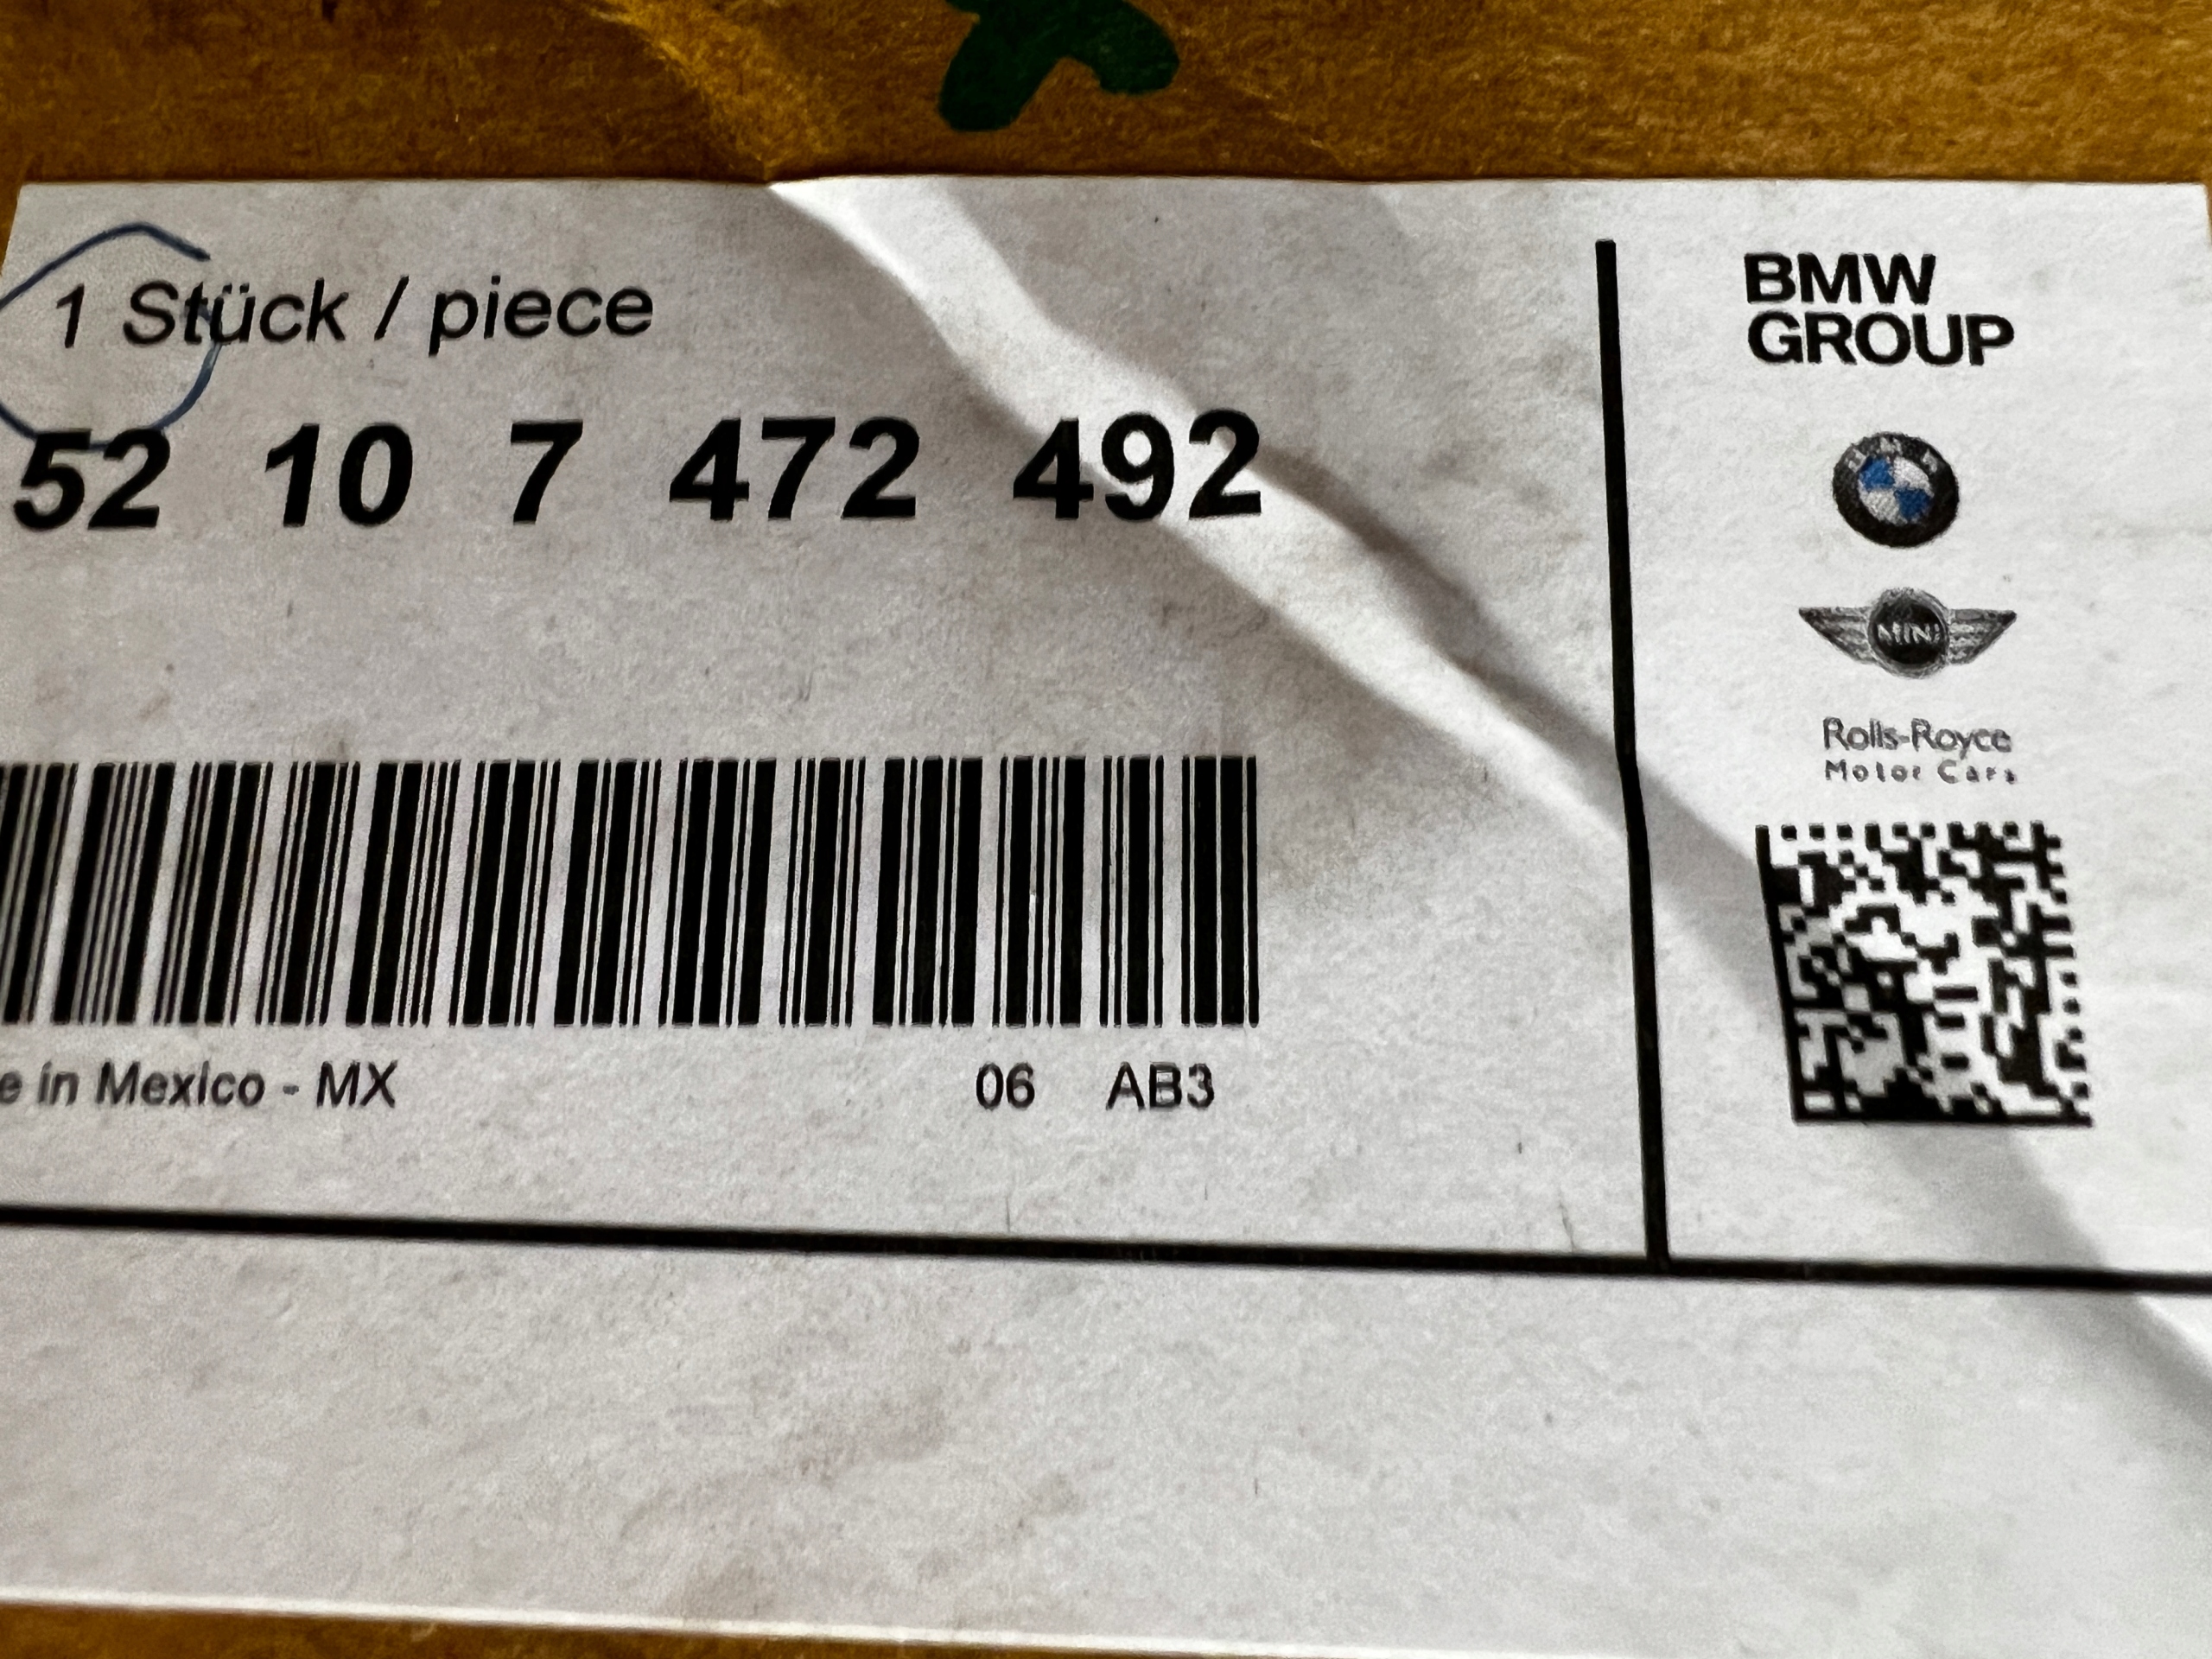 1 Stück / piece
52 10 7 472 492
e in Mexico - MX
06 AB3
BMW
GROUP
BMW
MINI
Rolls-Royce
Motor Cars